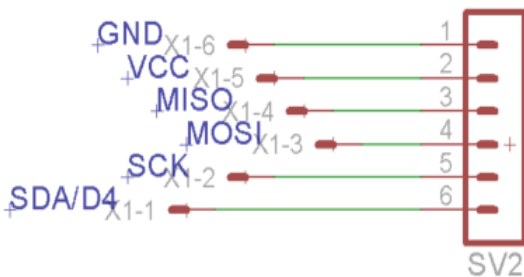 GND X1-6 1
VCC X1-5 2
MISO X1-4 3
MOSI X1-3 4
SCK X1-2 5
SDA/D4 X1-1 6
SV2